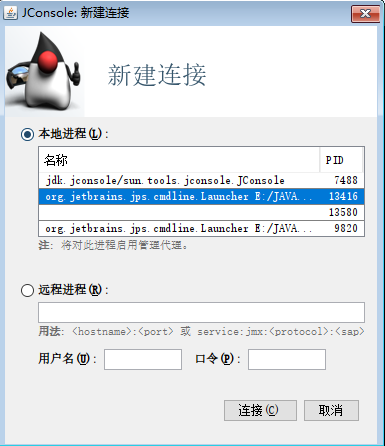 JConsole: 新建连接
新建连接
本地进程(L):
名称 PID
jdk.jconsole/sun.tools.jconsole.JConsole 7488
org.jetbrains.jps.cmdline.Launcher E:/JAVA... 13416
13580
org.jetbrains.jps.cmdline.Launcher E:/JAVA... 9820
注: 将对此进程启用管理代理。
远程进程(R):
用法: <hostname>:<port> 或 service:jmx:<protocol>:<sap>
用户名(U): 口令(P):
连接(C) 取消